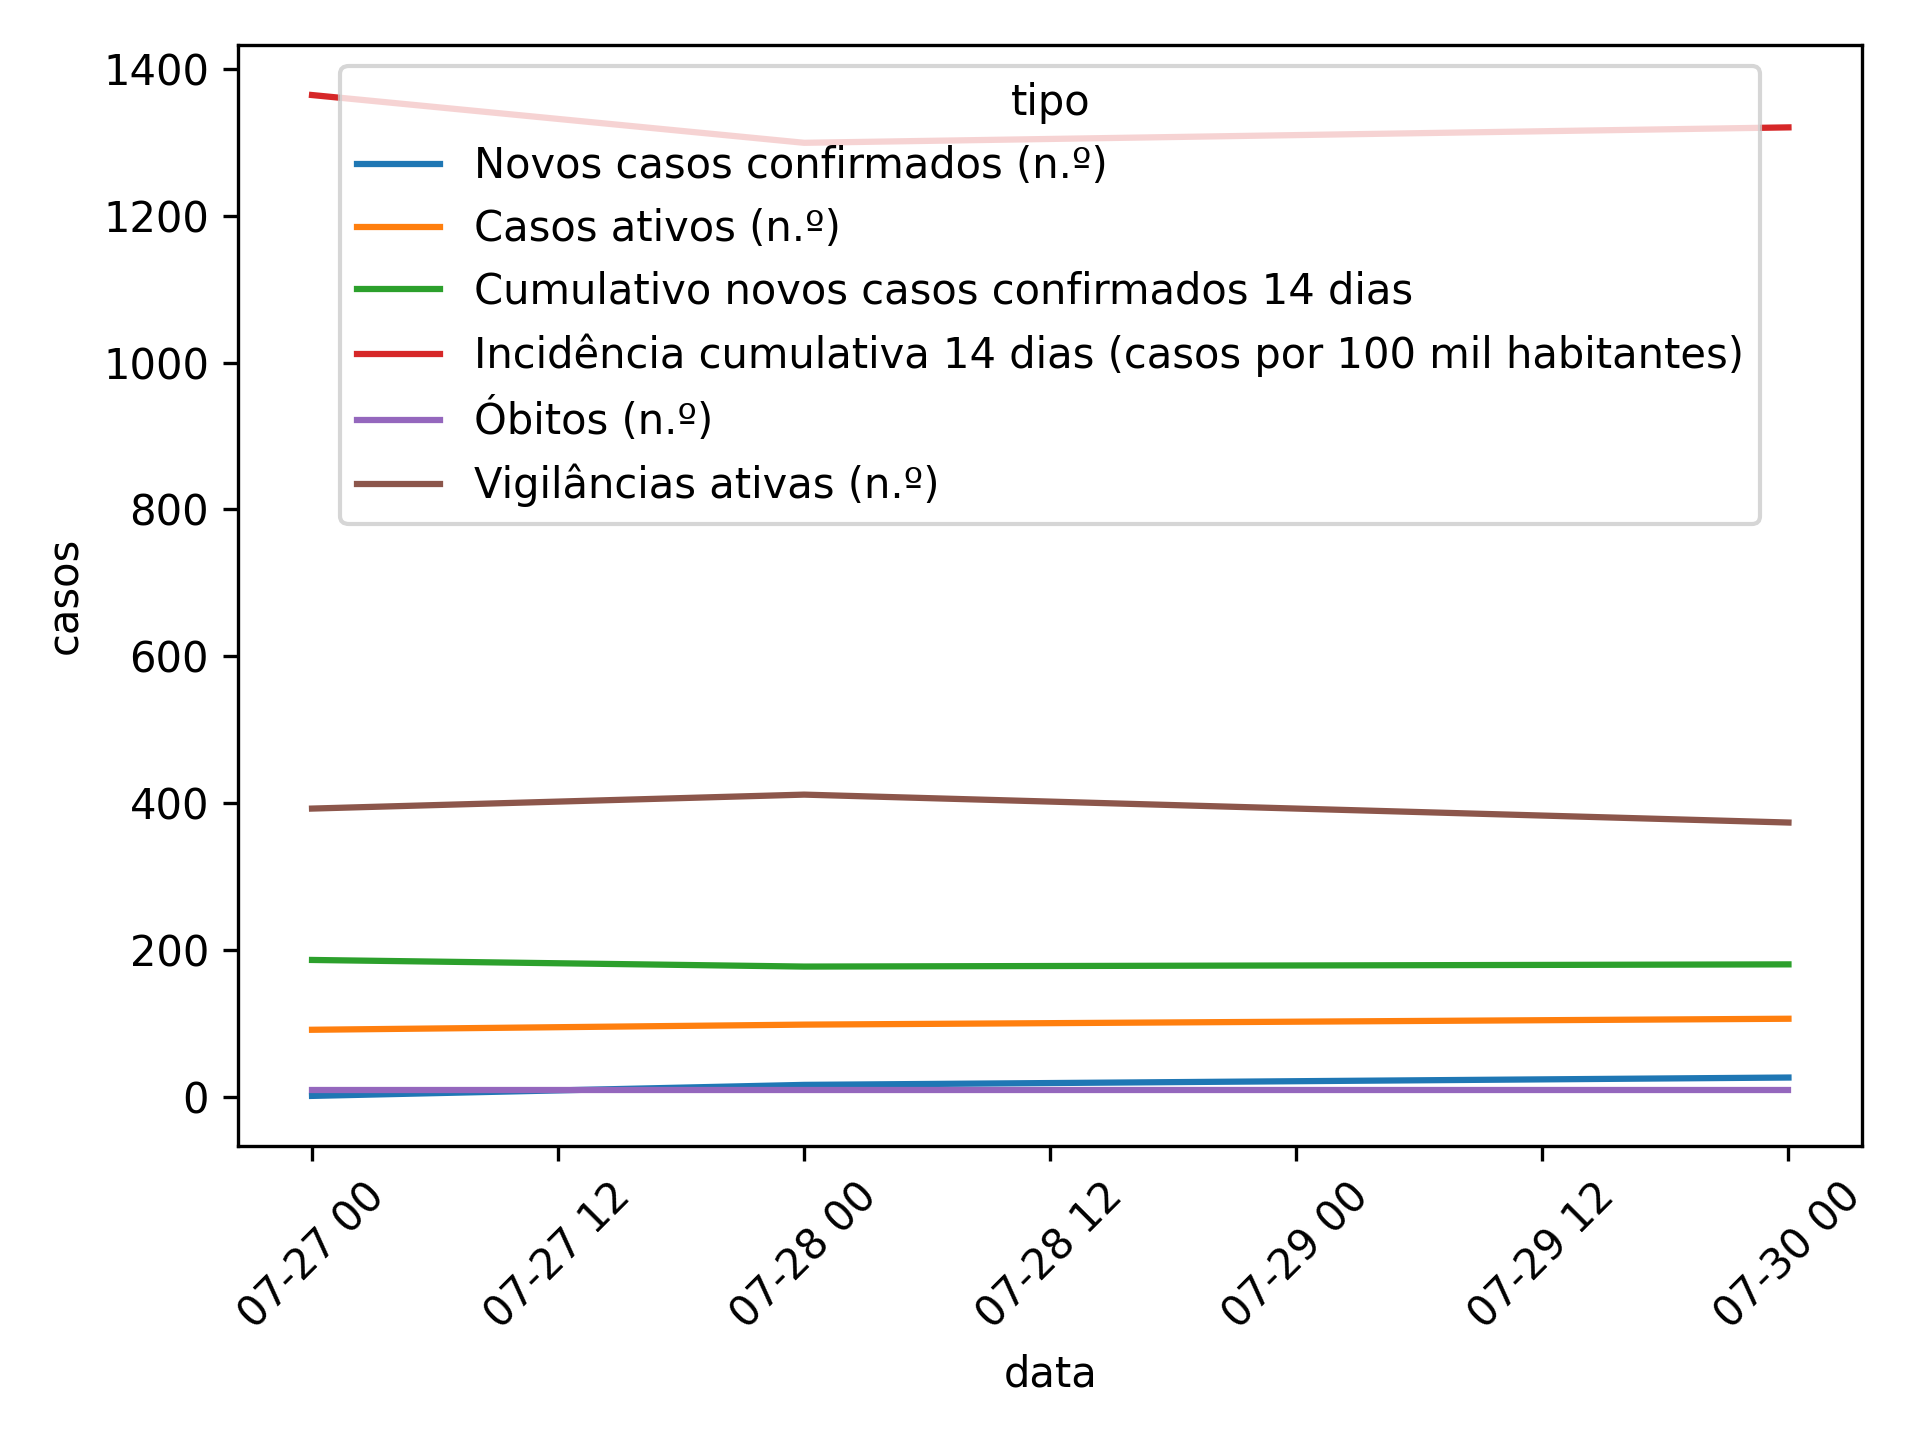 1400
1200
1000
800
600
400
200
0
casos
tipo
Novos casos confirmados (n.º)
Casos ativos (n.º)
Cumulativo novos casos confirmados 14 dias
Incidência cumulativa 14 dias (casos por 100 mil habitantes)
Óbitos (n.º)
Vigilâncias ativas (n.º)
07-27 00
07-27 12
07-28 00
07-28 12
07-29 00
07-29 12
07-30 00
data